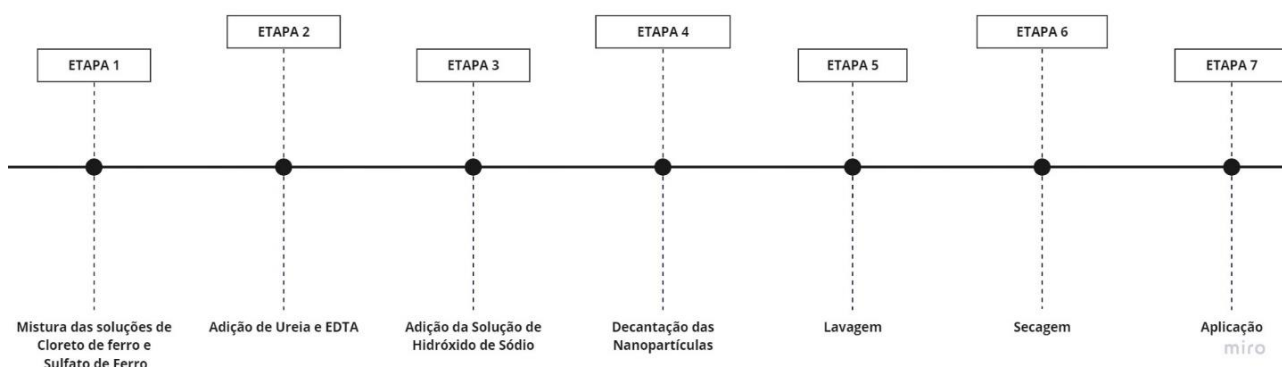 ETAPA 1
ETAPA 2
ETAPA 3
ETAPA 4
ETAPA 5
ETAPA 6
ETAPA 7
Mistura das soluções de
Cloreto de ferro e
Sulfato de Ferro
Adição de Ureia e EDTA
Adição da Solução de
Hidróxido de Sódio
Decantação das
Nanopartículas
Lavagem
Secagem
Aplicação
miro